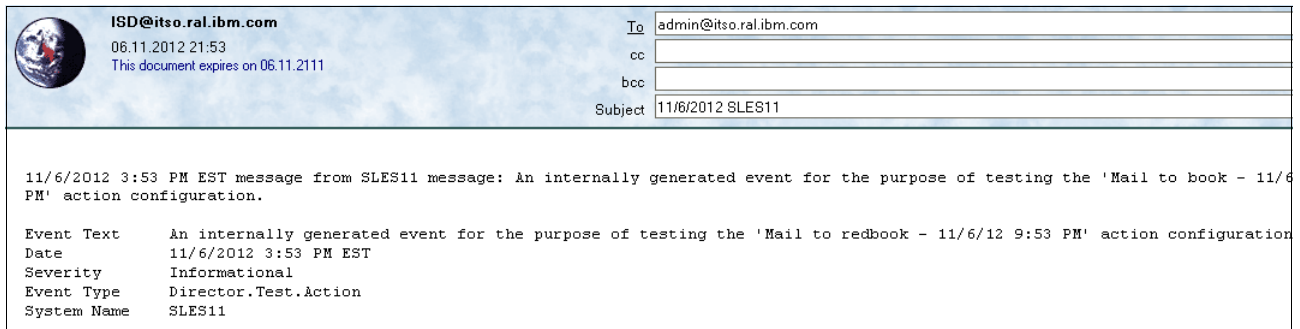 ISD@itso.ral.ibm.com
06.11.2012 21:53
This document expires on 06.11.2111
To admin@itso.ral.ibm.com
cc
bcc
Subject 11/6/2012 SLES11
11/6/2012 3:53 PM EST message from SLES11 message: An internally generated event for the purpose of testing the 'Mail to book - 11/6
PM' action configuration.
Event Text An internally generated event for the purpose of testing the 'Mail to redbook - 11/6/12 9:53 PM' action configuration
Date 11/6/2012 3:53 PM EST
Severity Informational
Event Type Director.Test.Action
System Name SLES11